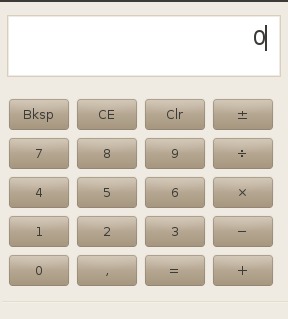 0
Bksp CE Clr ±
7 8 9 ÷
4 5 6 ×
1 2 3 −
0 , = +